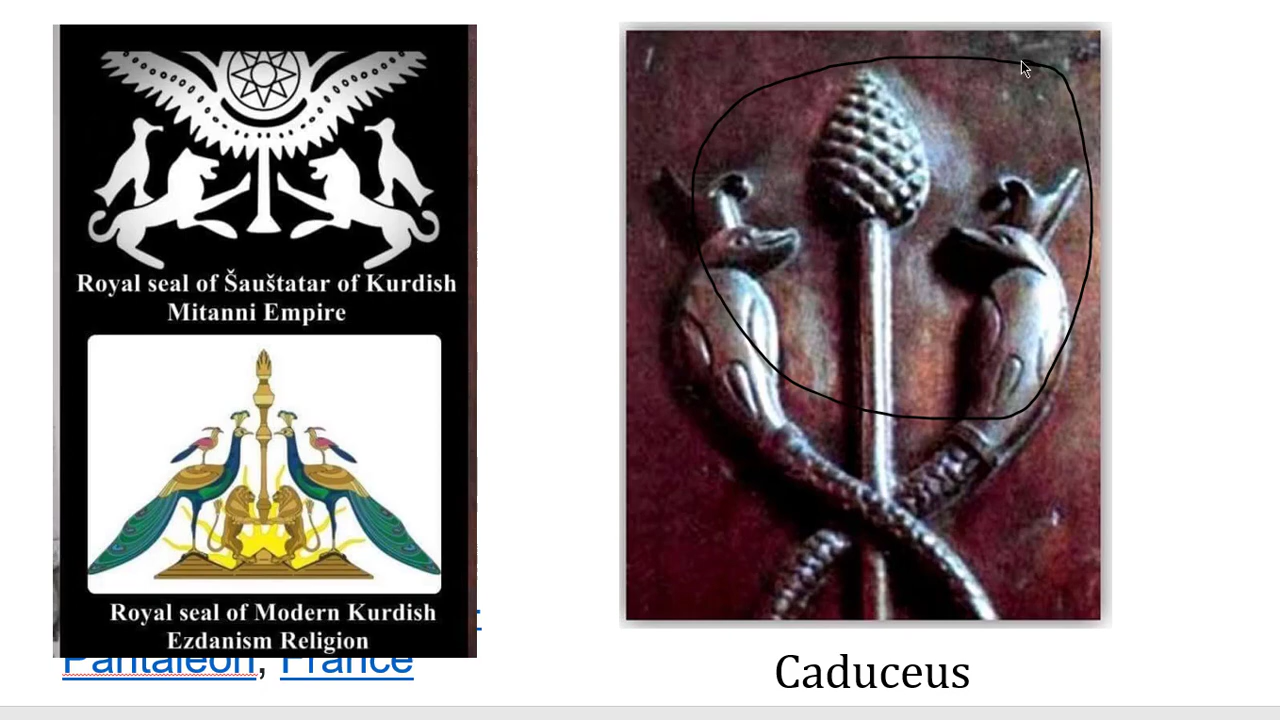 Royal seal of Šauštatar of Kurdish
Mitanni Empire
Royal seal of Modern Kurdish
Ezdanism Religion
Pantaleon, France
Caduceus